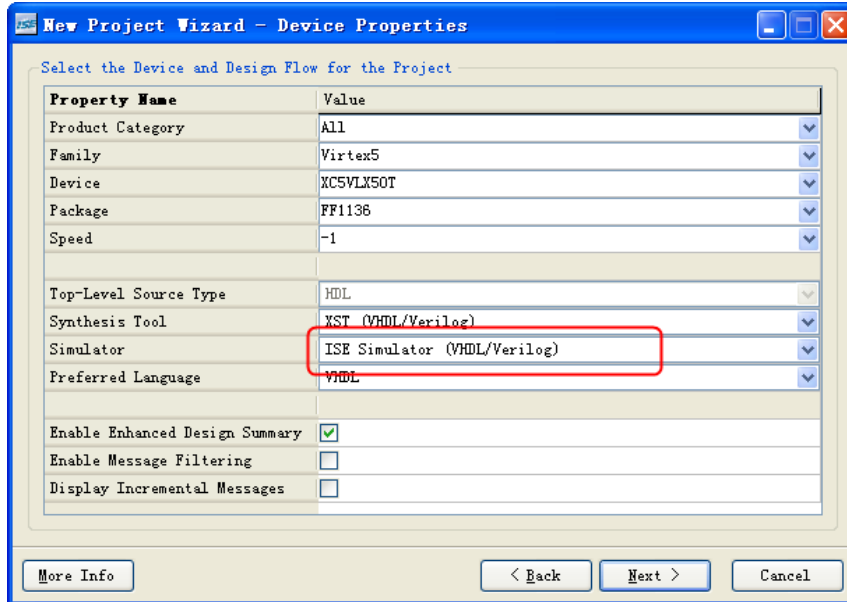 ISE New Project Wizard - Device Properties
Select the Device and Design Flow for the Project
Property Name Value
Product Category All
Family Virtex5
Device XC5VLX50T
Package FF1136
Speed -1
Top-Level Source Type HDL
Synthesis Tool XST (VHDL/Verilog)
Simulator ISE Simulator (VHDL/Verilog)
Preferred Language VHDL
Enable Enhanced Design Summary
Enable Message Filtering
Display Incremental Messages
More Info < Back Next > Cancel